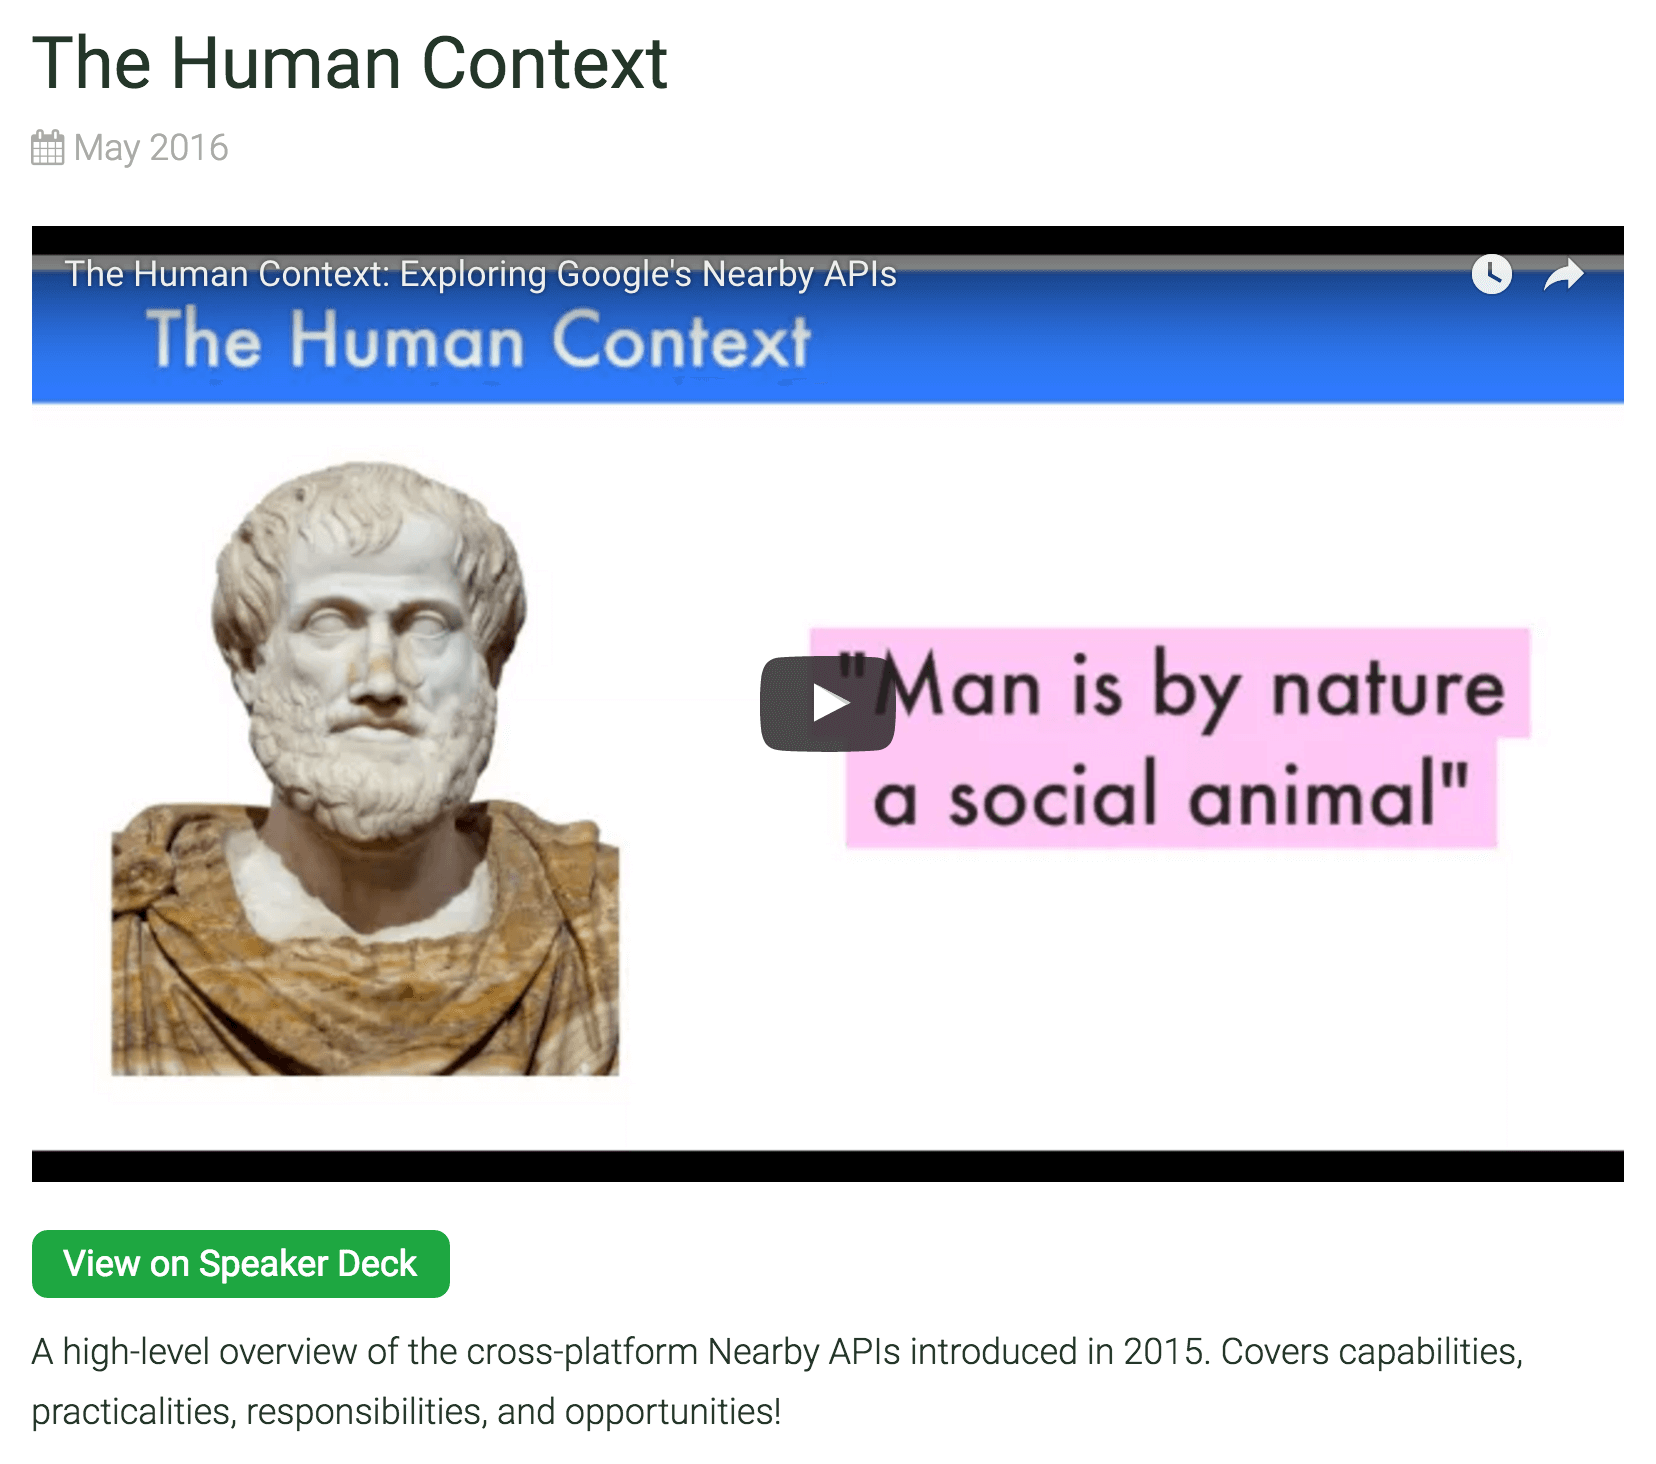 The Human Context
May 2016
The Human Context: Exploring Google's Nearby APIs
The Human Context
"Man is by nature
a social animal"
View on Speaker Deck
A high-level overview of the cross-platform Nearby APIs introduced in 2015. Covers capabilities,
practicalities, responsibilities, and opportunities!